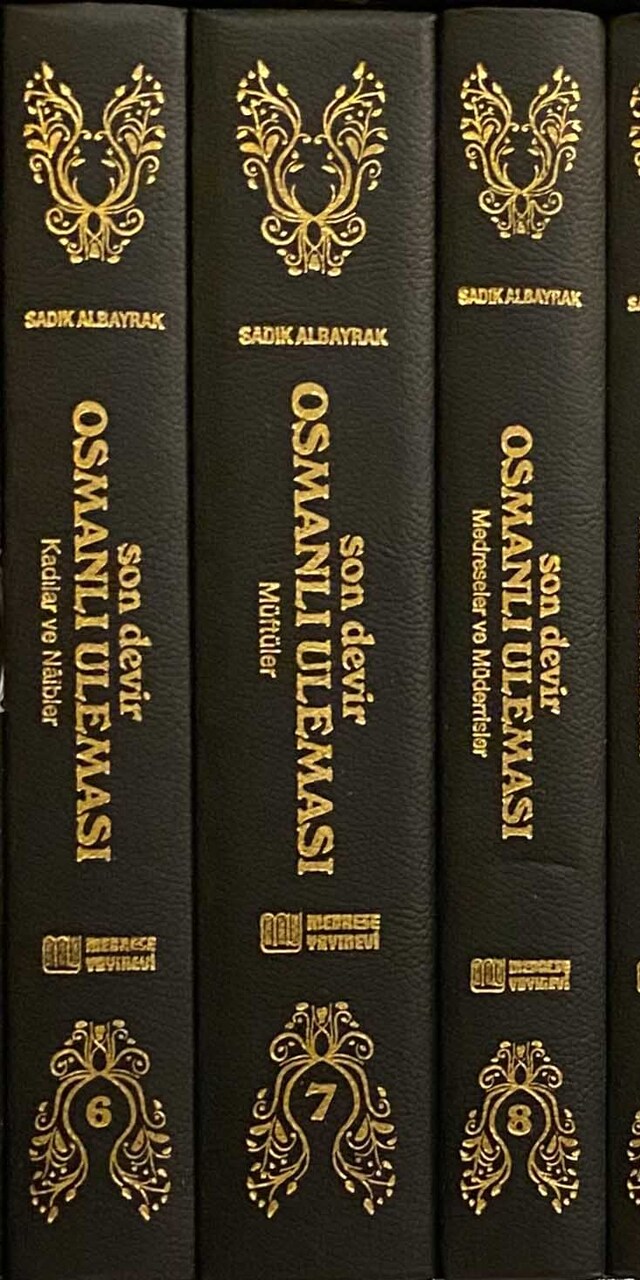 SADIK ALBAYRAK
son devir
OSMANLI ULEMASI
Kadılar ve Nâibler
MEDRESE
YAYINEVİ
6
SADIK ALBAYRAK
son devir
OSMANLI ULEMASI
Müftüler
MEDRESE
YAYINEVİ
7
SADIK ALBAYRAK
son devir
OSMANLI ULEMASI
Medreseler ve Müderrisler
MEDRESE
YAYINEVİ
8